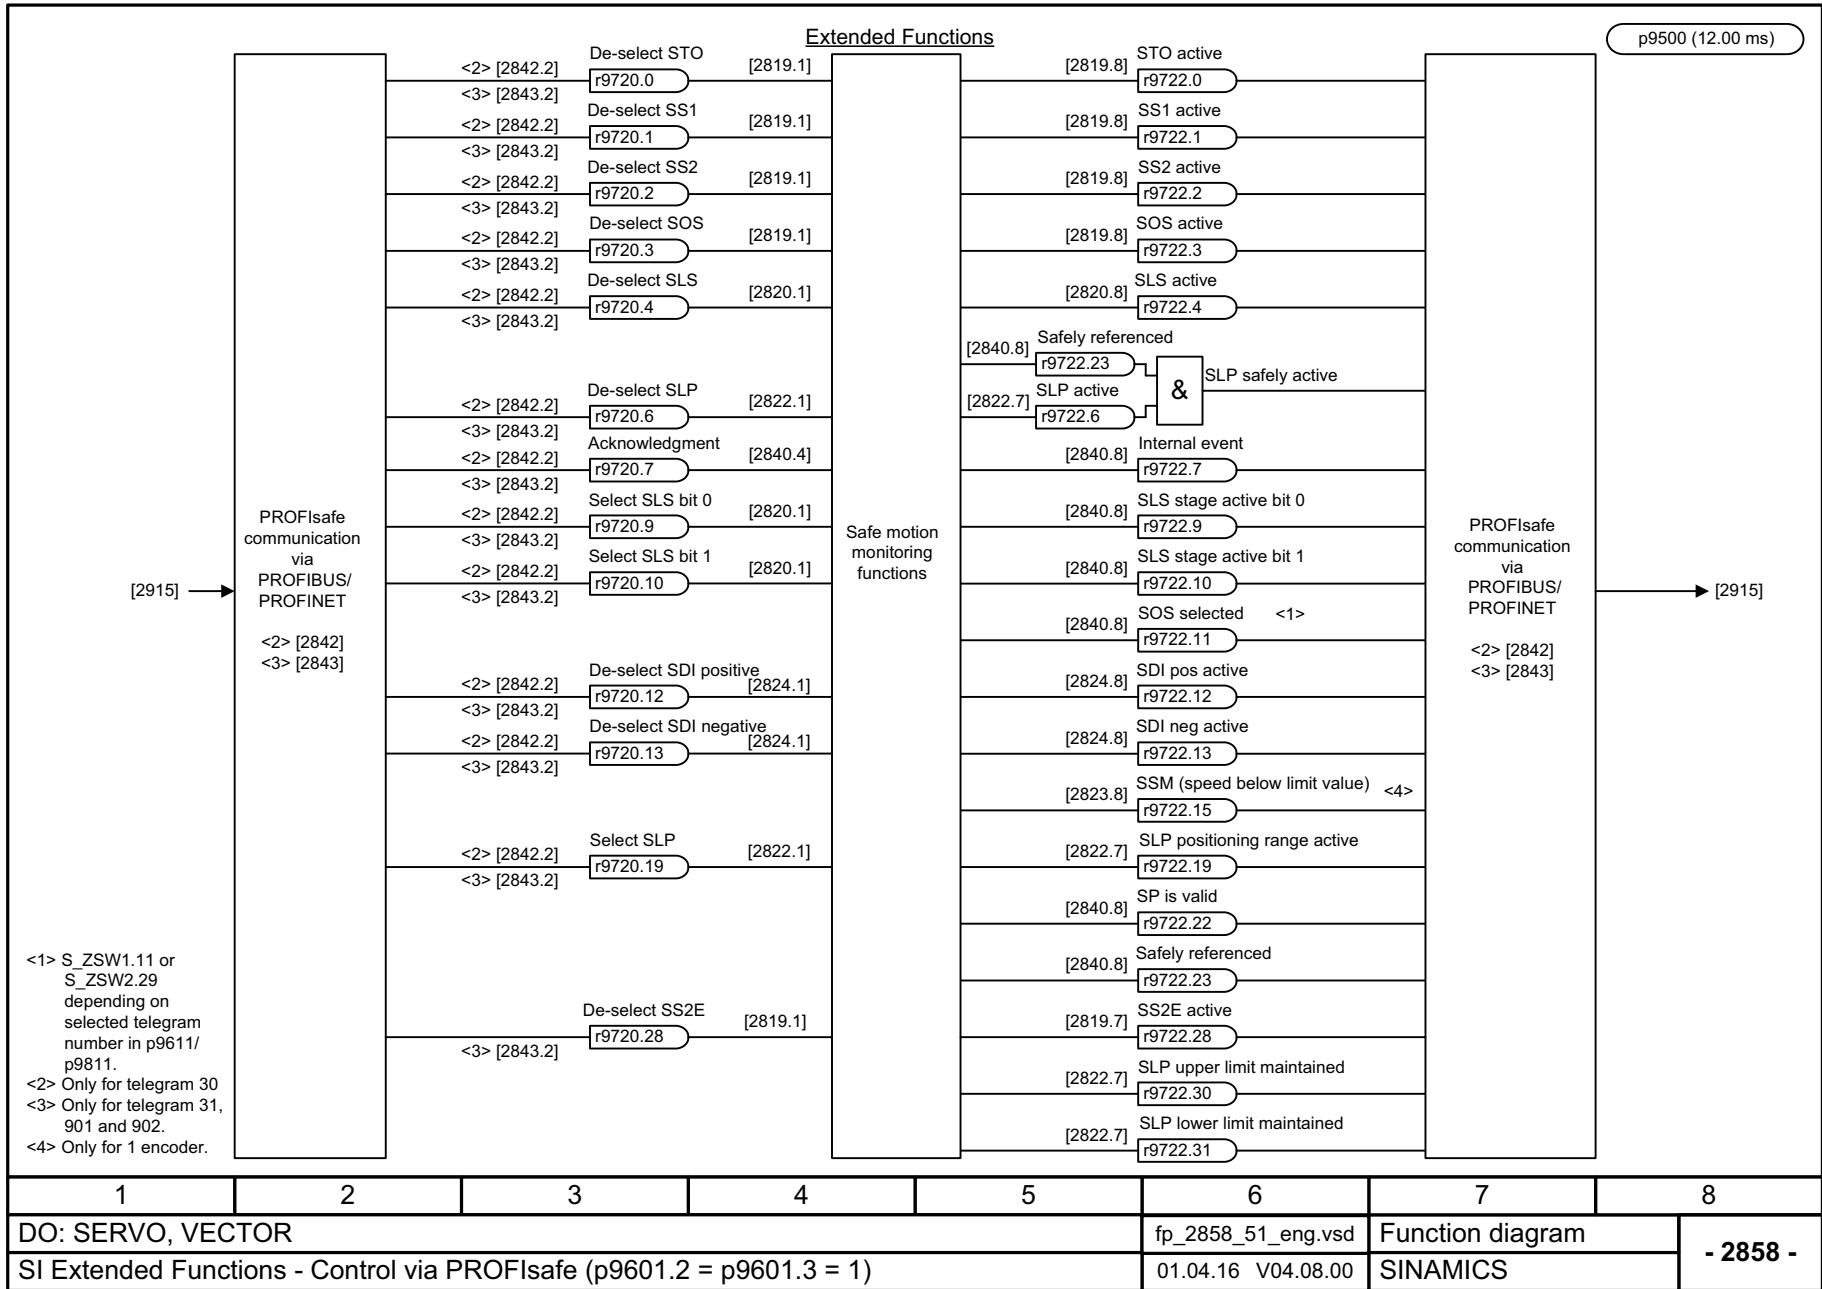 Extended Functions
p9500 (12.00 ms)
[2915]
PROFIsafe
communication
via
PROFIBUS/
PROFINET
<2> [2842]
<3> [2843]
De-select STO
<2> [2842.2]
r9720.0
[2819.1]
<3> [2843.2]
De-select SS1
<2> [2842.2]
r9720.1
[2819.1]
<3> [2843.2]
De-select SS2
<2> [2842.2]
r9720.2
[2819.1]
<3> [2843.2]
De-select SOS
<2> [2842.2]
r9720.3
[2819.1]
<3> [2843.2]
De-select SLS
<2> [2842.2]
r9720.4
[2820.1]
<3> [2843.2]
De-select SLP
<2> [2842.2]
r9720.6
[2822.1]
<3> [2843.2]
Acknowledgment
<2> [2842.2]
r9720.7
[2840.4]
<3> [2843.2]
Select SLS bit 0
<2> [2842.2]
r9720.9
[2820.1]
<3> [2843.2]
Select SLS bit 1
<2> [2842.2]
r9720.10
[2820.1]
<3> [2843.2]
De-select SDI positive
<2> [2842.2]
r9720.12
[2824.1]
<3> [2843.2]
De-select SDI negative
<2> [2842.2]
r9720.13
[2824.1]
<3> [2843.2]
Select SLP
<2> [2842.2]
r9720.19
[2822.1]
<3> [2843.2]
De-select SS2E
r9720.28
[2819.1]
<3> [2843.2]
Safe motion
monitoring
functions
[2819.8] STO active
r9722.0
[2819.8] SS1 active
r9722.1
[2819.8] SS2 active
r9722.2
[2819.8] SOS active
r9722.3
[2820.8] SLS active
r9722.4
[2840.8] Safely referenced
r9722.23
[2822.7] SLP active
r9722.6
&
SLP safely active
[2840.8] Internal event
r9722.7
[2840.8] SLS stage active bit 0
r9722.9
[2840.8] SLS stage active bit 1
r9722.10
[2840.8] SOS selected <1>
r9722.11
[2824.8] SDI pos active
r9722.12
[2824.8] SDI neg active
r9722.13
[2823.8] SSM (speed below limit value) <4>
r9722.15
[2822.7] SLP positioning range active
r9722.19
[2840.8] SP is valid
r9722.22
[2840.8] Safely referenced
r9722.23
[2819.7] SS2E active
r9722.28
[2822.7] SLP upper limit maintained
r9722.30
[2822.7] SLP lower limit maintained
r9722.31
PROFIsafe
communication
via
PROFIBUS/
PROFINET
<2> [2842]
<3> [2843]
[2915]
<1> S_ZSW1.11 or
S_ZSW2.29
depending on
selected telegram
number in p9611/
p9811.
<2> Only for telegram 30
<3> Only for telegram 31,
901 and 902.
<4> Only for 1 encoder.
1 2 3 4 5 6 7 8
DO: SERVO, VECTOR
fp_2858_51_eng.vsd
Function diagram
- 2858 -
SI Extended Functions - Control via PROFIsafe (p9601.2 = p9601.3 = 1)
01.04.16 V04.08.00
SINAMICS